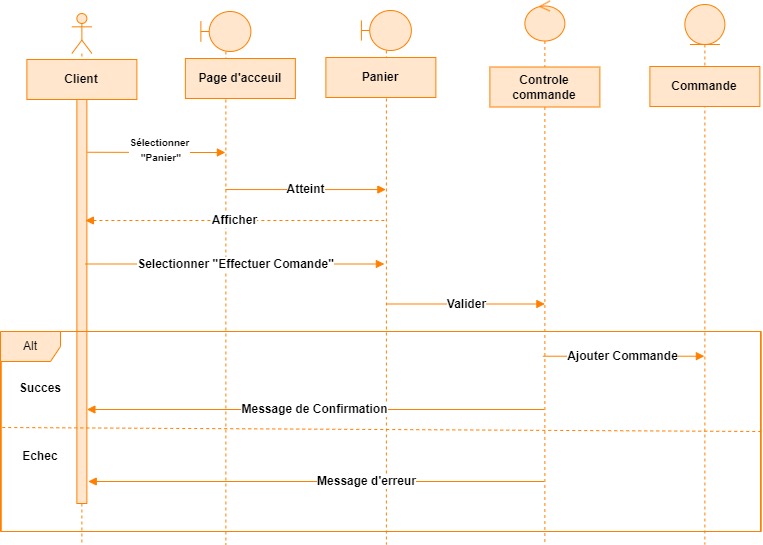 Client
Page d'acceuil
Panier
Controle
commande
Commande
Sélectionner
"Panier"
Atteint
Afficher
Selectionner "Effectuer Comande"
Valider
Alt
Ajouter Commande
Succes
Message de Confirmation
Echec
Message d'erreur